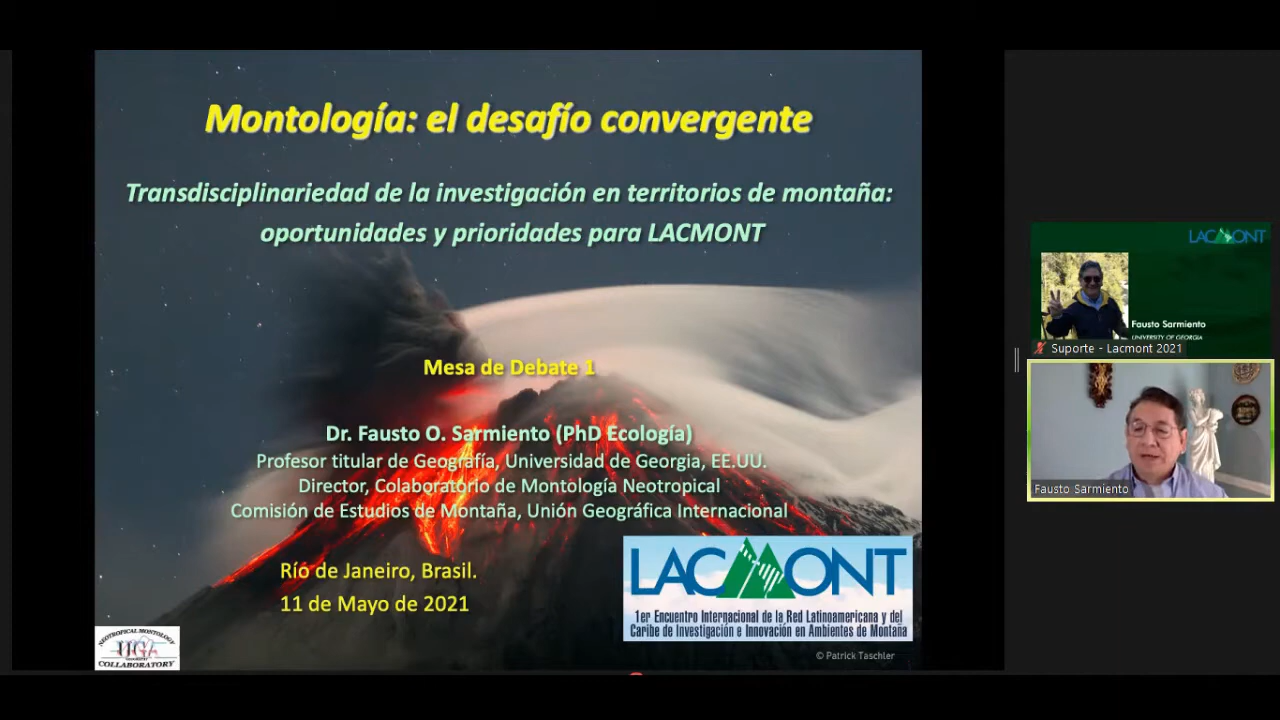 Montología: el desafío convergente
Transdisciplinariedad de la investigación en territorios de montaña:
oportunidades y prioridades para LACMONT
Mesa de Debate 1
Dr. Fausto O. Sarmiento (PhD Ecología)
Profesor titular de Geografía, Universidad de Georgia, EE.UU.
Director, Colaboratorio de Montología Neotropical
Comisión de Estudios de Montaña, Unión Geográfica Internacional
Río de Janeiro, Brasil.
11 de Mayo de 2021
LACMONT
1er Encuentro Internacional de la Red Latinoamericana y del
Caribe de Investigación e Innovación en Ambientes de Montaña
© Patrick Taschler
NEOTROPICAL MONTOLOGY
UGA
COLLABORATORY
LACMONT
Fausto Sarmiento
UNIVERSITY OF GEORGIA
Suporte - Lacmont 2021
Fausto Sarmiento